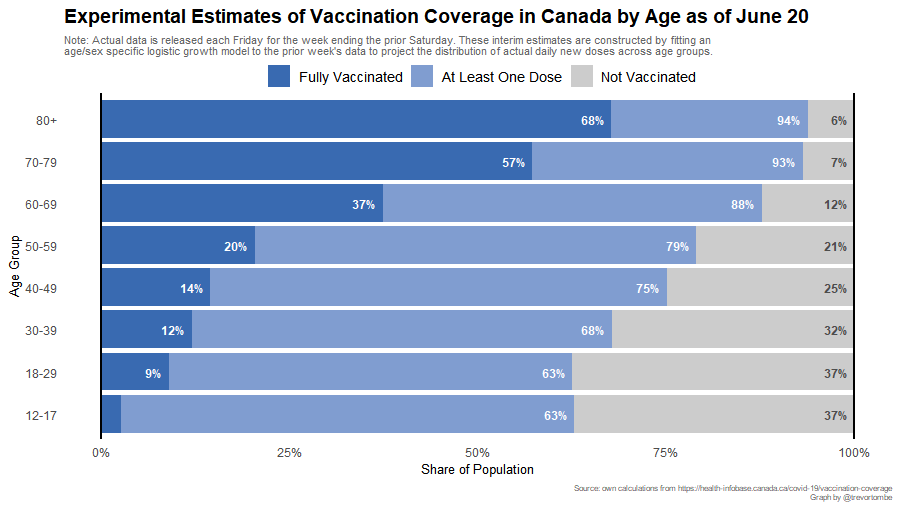 Experimental Estimates of Vaccination Coverage in Canada by Age as of June 20
Note: Actual data is released each Friday for the week ending the prior Saturday. These interim estimates are constructed by fitting an
age/sex specific logistic growth model to the prior week's data to project the distribution of actual daily new doses across age groups.
Fully Vaccinated At Least One Dose Not Vaccinated
80+ 68% 94% 6%
70-79 57% 93% 7%
60-69 37% 88% 12%
50-59 20% 79% 21%
40-49 14% 75% 25%
30-39 12% 68% 32%
18-29 9% 63% 37%
12-17 63% 37%
Age Group
0% 25% 50% 75% 100%
Share of Population
Source: own calculations from https://health-infobase.canada.ca/covid-19/vaccination-coverage
Graph by @trevortombe